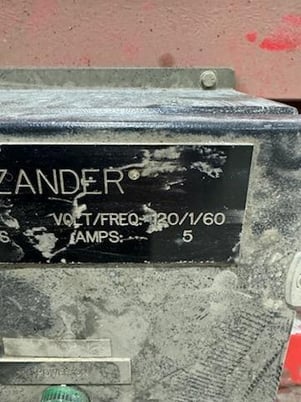 ZANDER
VOLT/FREQ: 120/1/60
AMPS: 5